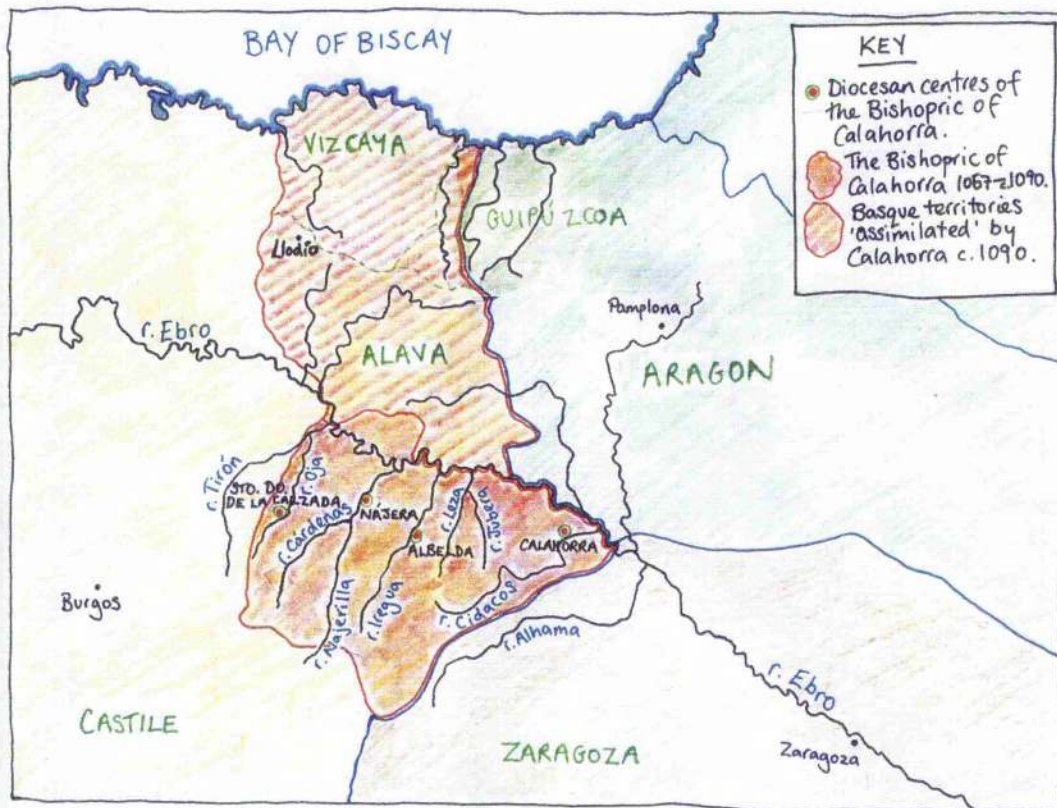 BAY OF BISCAY
KEY
Diocesan centres of
the Bishopric of
Calahorra.
The Bishopric of
Calahorra 1067-1090.
Basque territories
'assimilated' by
Calahorra c.1090.
VIZCAYA
GUIPÚZCOA
Llodio
Pamplona
r. Ebro
ALAVA
ARAGON
r. Tirón
r. Oja
STO. DO.
DE LA CALZADA
r. Cardenas
NÁJERA
r. Leza
r. Jubera
ALBELDA
CALAHORRA
Burgos
r. Najerilla
r. Iregua
r. Cidacos
r. Alhama
r. Ebro
CASTILE
ZARAGOZA
Zaragoza